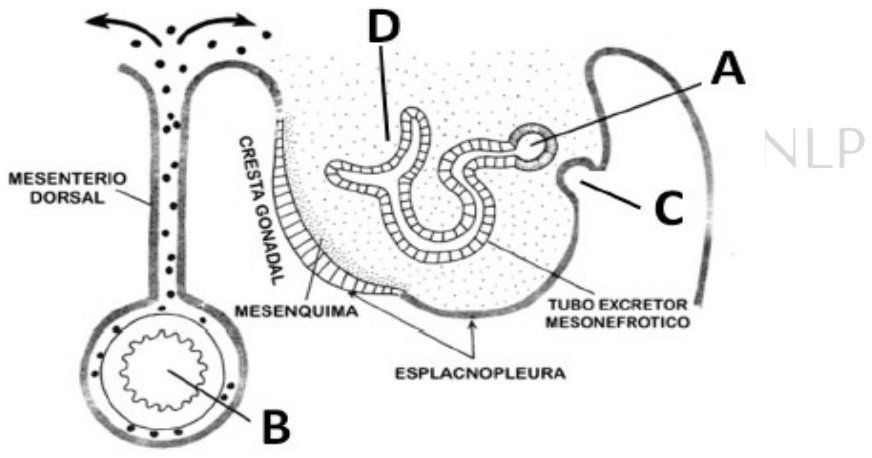 D
A
NLP
MESENTERIO
DORSAL
CRESTA GONADAL
C
MESENQUIMA
TUBO EXCRETOR
MESONEFROTICO
ESPLACNOPLEURA
B